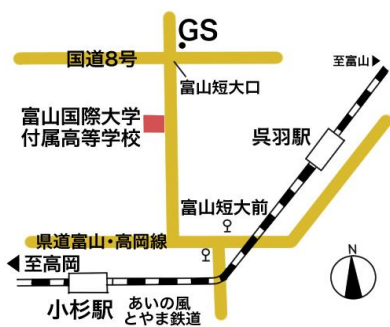 GS
国道8号
至富山
富山短大口
富山国際大学
付属高等学校
呉羽駅
富山短大前
県道富山・高岡線
至高岡
N
小杉駅
あいの風
とやま鉄道